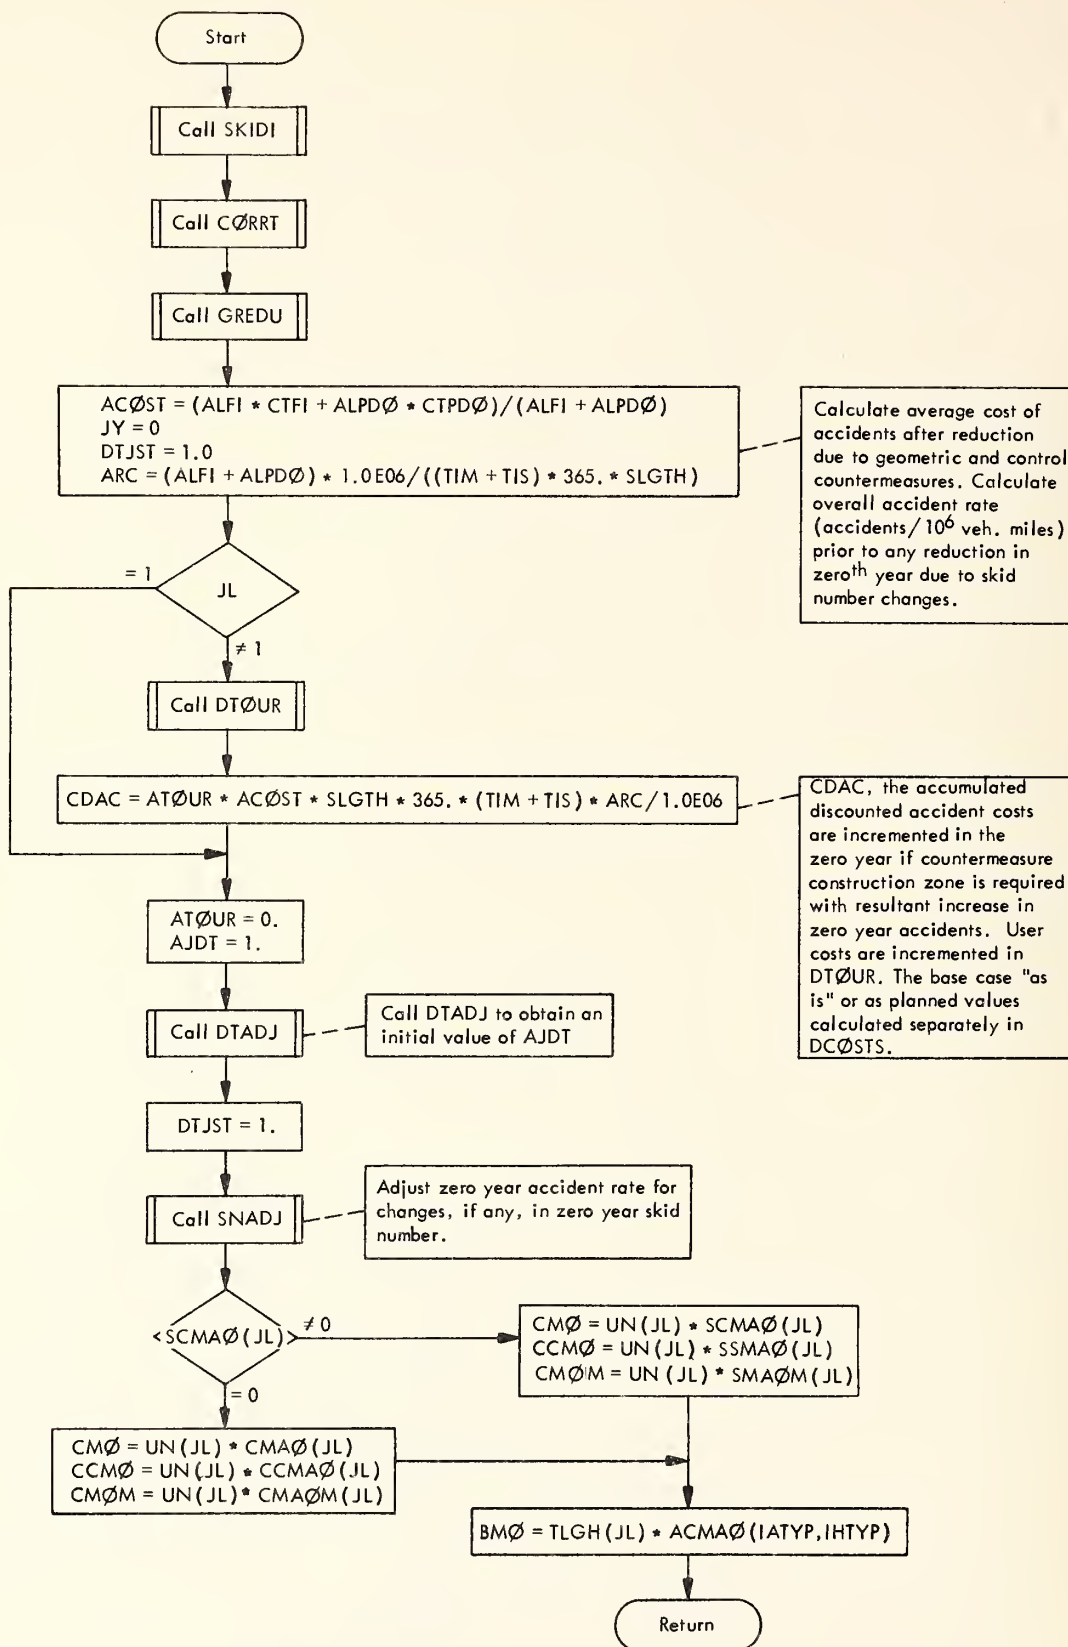 Start
Call SKIDI
Call CØRRT
Call GREDU
ACØST = (ALFI * CTFI + ALPDØ * CTPDØ)/(ALFI + ALPDØ)
JY = 0
DTJST = 1.0
ARC = (ALFI + ALPDØ) * 1.0E06/((TIM + TIS) * 365. * SLGTH)
Calculate average cost of
accidents after reduction
due to geometric and control
countermeasures. Calculate
overall accident rate
(accidents/10⁶ veh. miles)
prior to any reduction in
zeroᵗʰ year due to skid
number changes.
= 1
JL
≠ 1
Call DTØUR
CDAC = ATØUR * ACØST * SLGTH * 365. * (TIM + TIS) * ARC/1.0E06
CDAC, the accumulated
discounted accident costs
are incremented in the
zero year if countermeasure
construction zone is required
with resultant increase in
zero year accidents. User
costs are incremented in
DTØUR. The base case "as
is" or as planned values
calculated separately in
DCØSTS.
ATØUR = 0.
AJDT = 1.
Call DTADJ
Call DTADJ to obtain an
initial value of AJDT
DTJST = 1.
Call SNADJ
Adjust zero year accident rate for
changes, if any, in zero year skid
number.
<SCMAØ(JL)>
≠ 0
= 0
CMØ = UN(JL) * SCMAØ(JL)
CCMØ = UN(JL) * SSMAØ(JL)
CMØM = UN (JL) * SMAØM(JL)
CMØ = UN(JL) * CMAØ(JL)
CCMØ = UN(JL) * CCMAØ(JL)
CMØM = UN(JL)* CMAØM(JL)
BMØ = TLGH(JL) * ACMAØ(IATYP,IHTYP)
Return